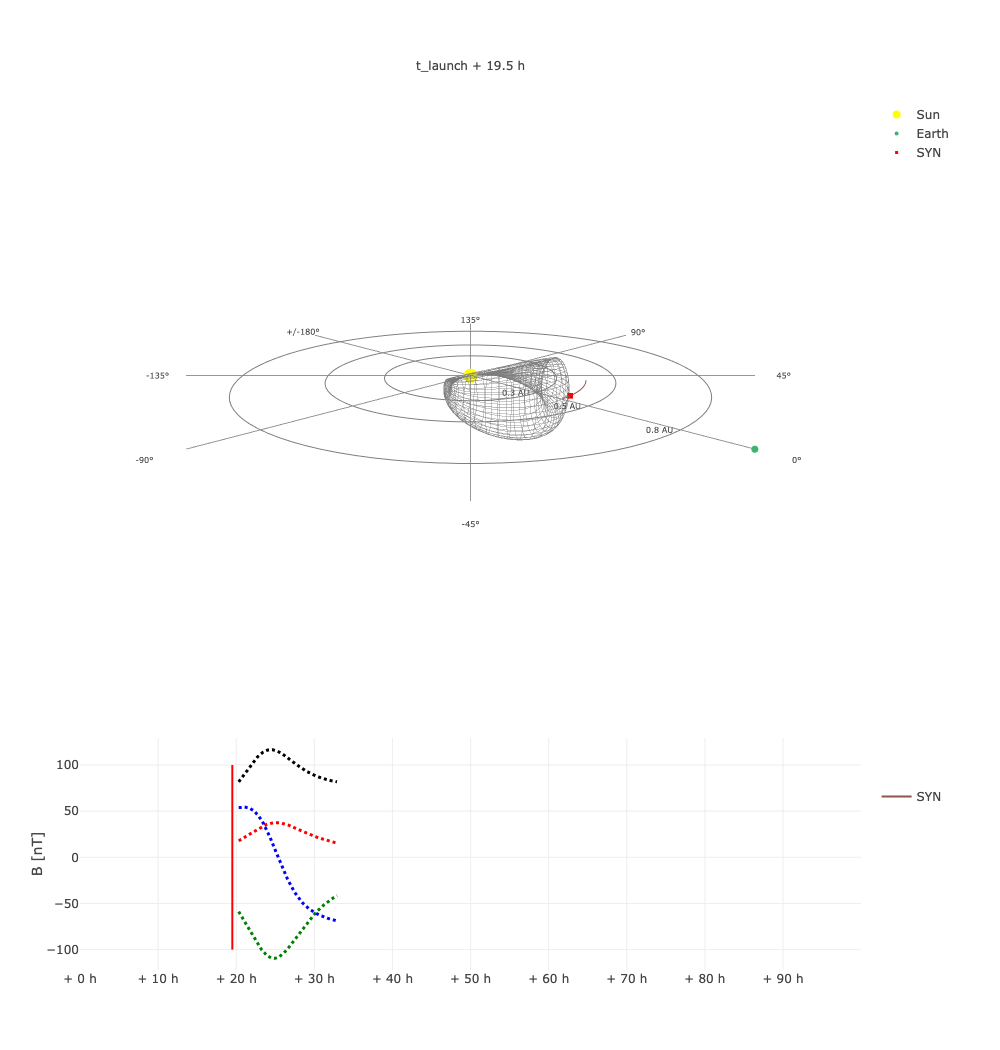 t_launch + 19.5 h
Sun
Earth
SYN
135°
+/-180°
90°
-135°
45°
0.3 AU
0.5 AU
0.8 AU
-90°
0°
-45°
100
50
0
−50
−100
B [nT]
SYN
+ 0 h
+ 10 h
+ 20 h
+ 30 h
+ 40 h
+ 50 h
+ 60 h
+ 70 h
+ 80 h
+ 90 h